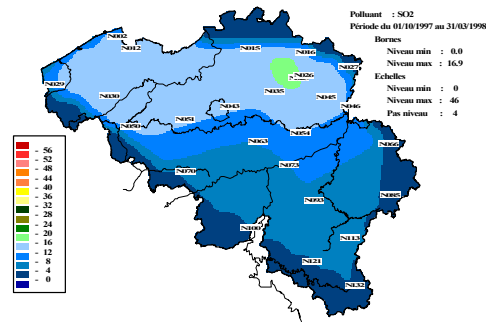 Polluant : SO2
Période du 01/10/1997 au 31/03/1998
Bornes
Niveau min : 0.0
Niveau max : 16.9
Echelles
Niveau min : 0
Niveau max : 46
Pas niveau : 4
N002
N012
N015
N016
N027
N026
N029
N030
N035
N045
N046
N043
N051
N050
N054
N063
N066
N073
N070
N085
N093
N100
N113
N121
N132
- 56
- 52
- 48
- 44
- 40
- 36
- 32
- 28
- 24
- 20
- 16
- 12
- 8
- 4
- 0